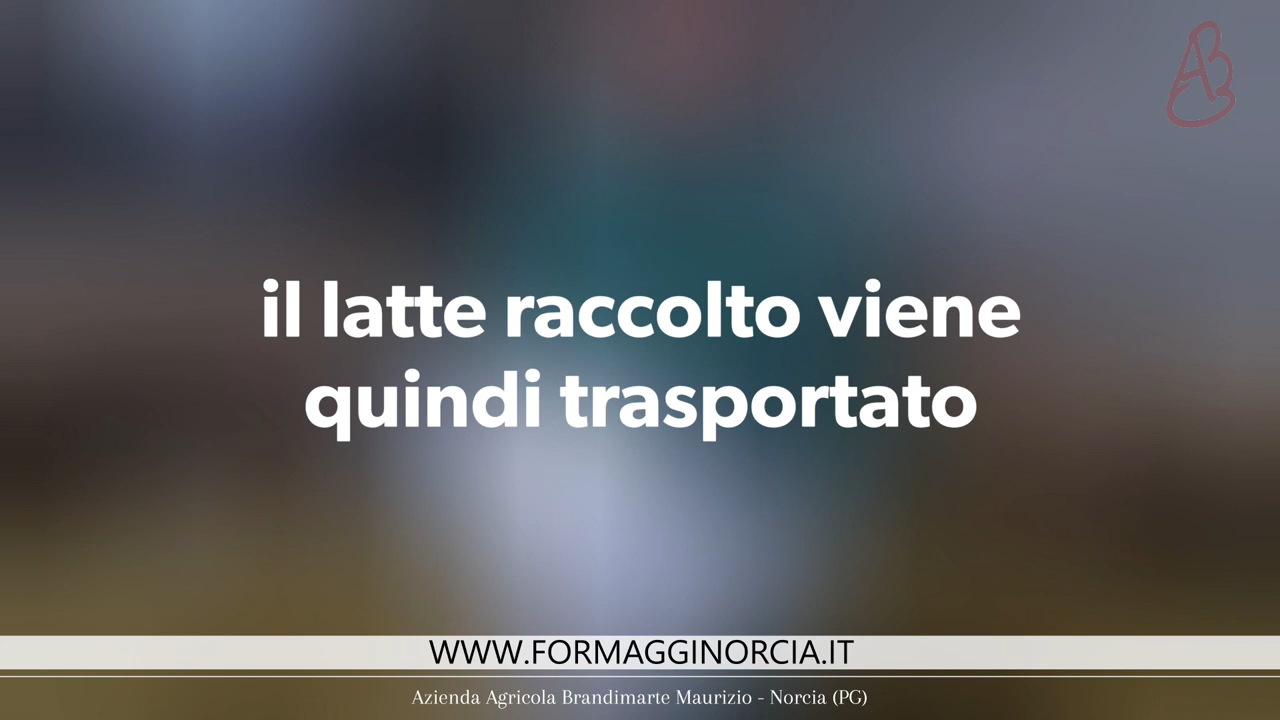 il latte raccolto viene
quindi trasportato
WWW.FORMAGGINORCIA.IT
Azienda Agricola Brandimarte Maurizio - Norcia (PG)